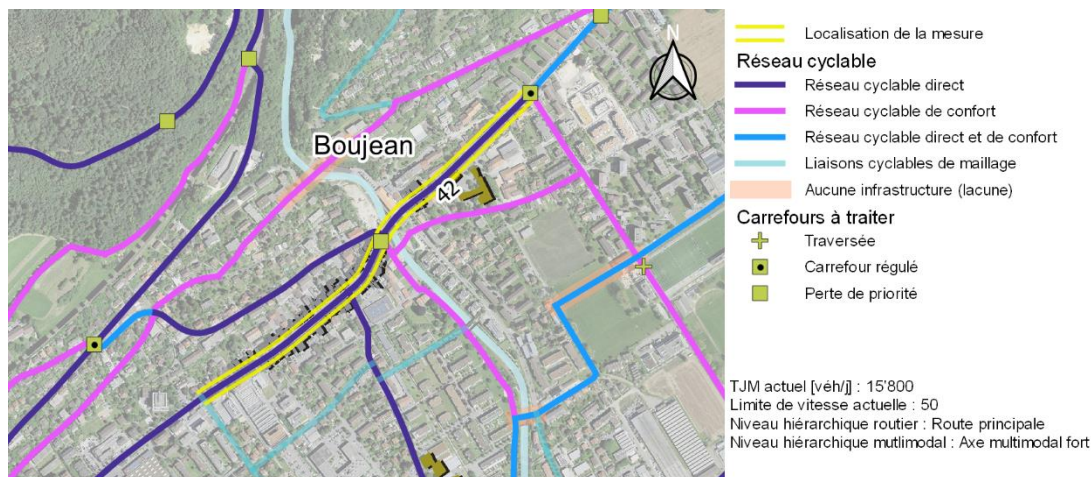 N
Boujean
42
Localisation de la mesure
Réseau cyclable
Réseau cyclable direct
Réseau cyclable de confort
Réseau cyclable direct et de confort
Liaisons cyclables de maillage
Aucune infrastructure (lacune)
Carrefours à traiter
Traversée
Carrefour régulé
Perte de priorité
TJM actuel [véh/j] : 15'800
Limite de vitesse actuelle : 50
Niveau hiérarchique routier : Route principale
Niveau hiérarchique mutlimodal : Axe multimodal fort